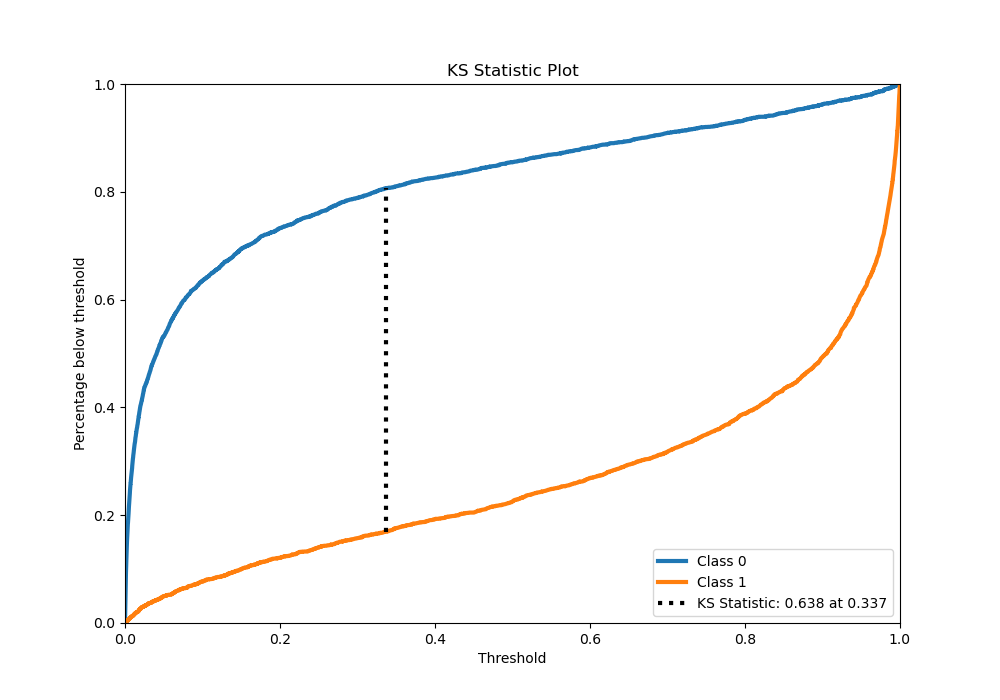 KS Statistic Plot
1.0
0.8
0.6
0.4
0.2
0.0
Percentage below threshold
0.0 0.2 0.4 0.6 0.8 1.0
Threshold
Class 0
Class 1
KS Statistic: 0.638 at 0.337